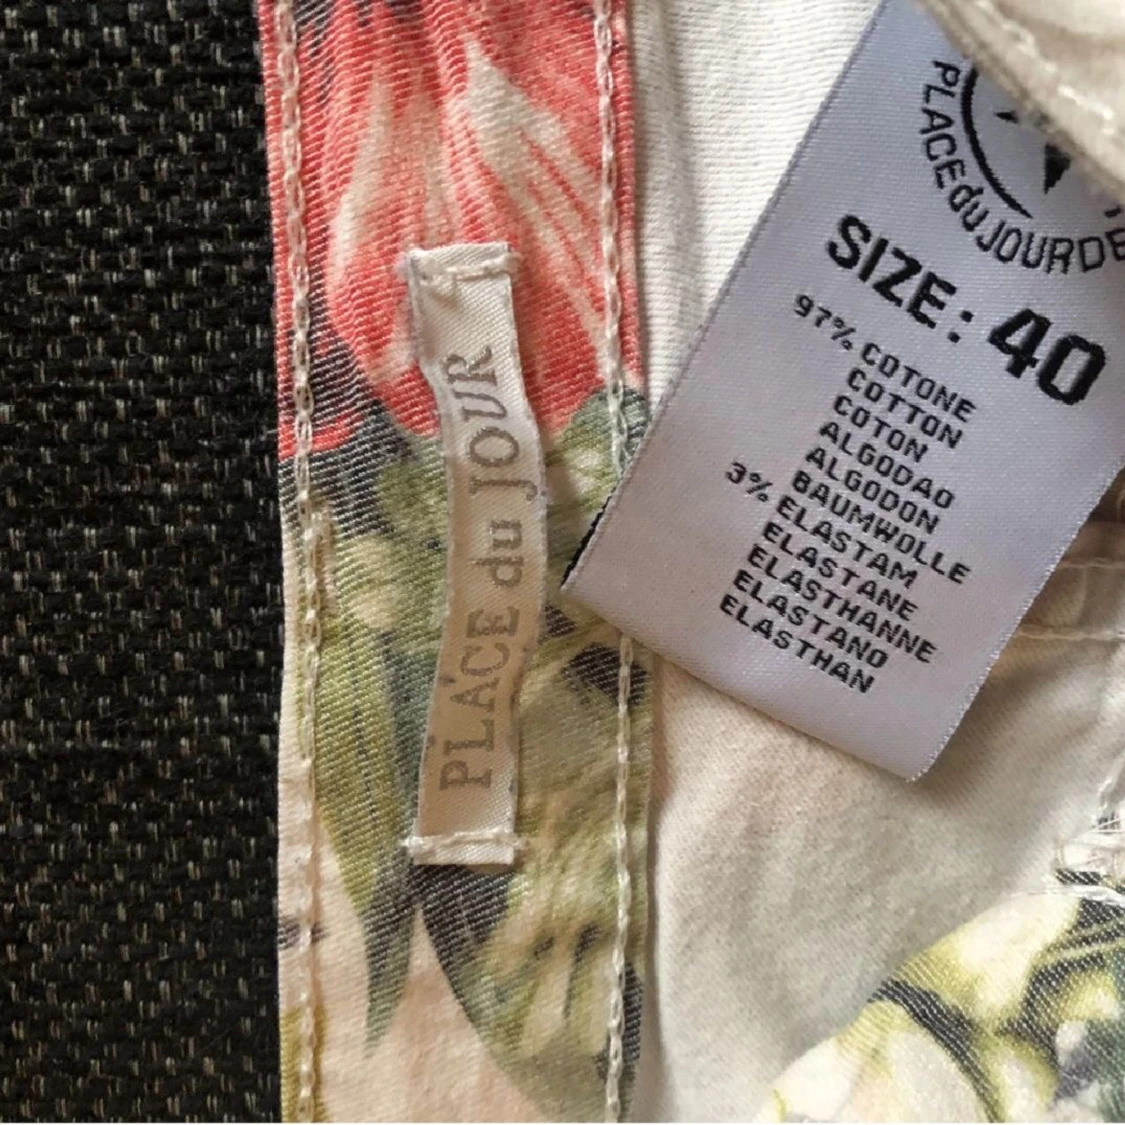 PLACE du JOUR
PLACE du JOUR DE
SIZE: 40
97% COTONE
COTTON
COTON
ALGODAO
ALGODON
BAUMWOLLE
3% ELASTAM
ELASTANE
ELASTHANNE
ELASTANO
ELASTHAN